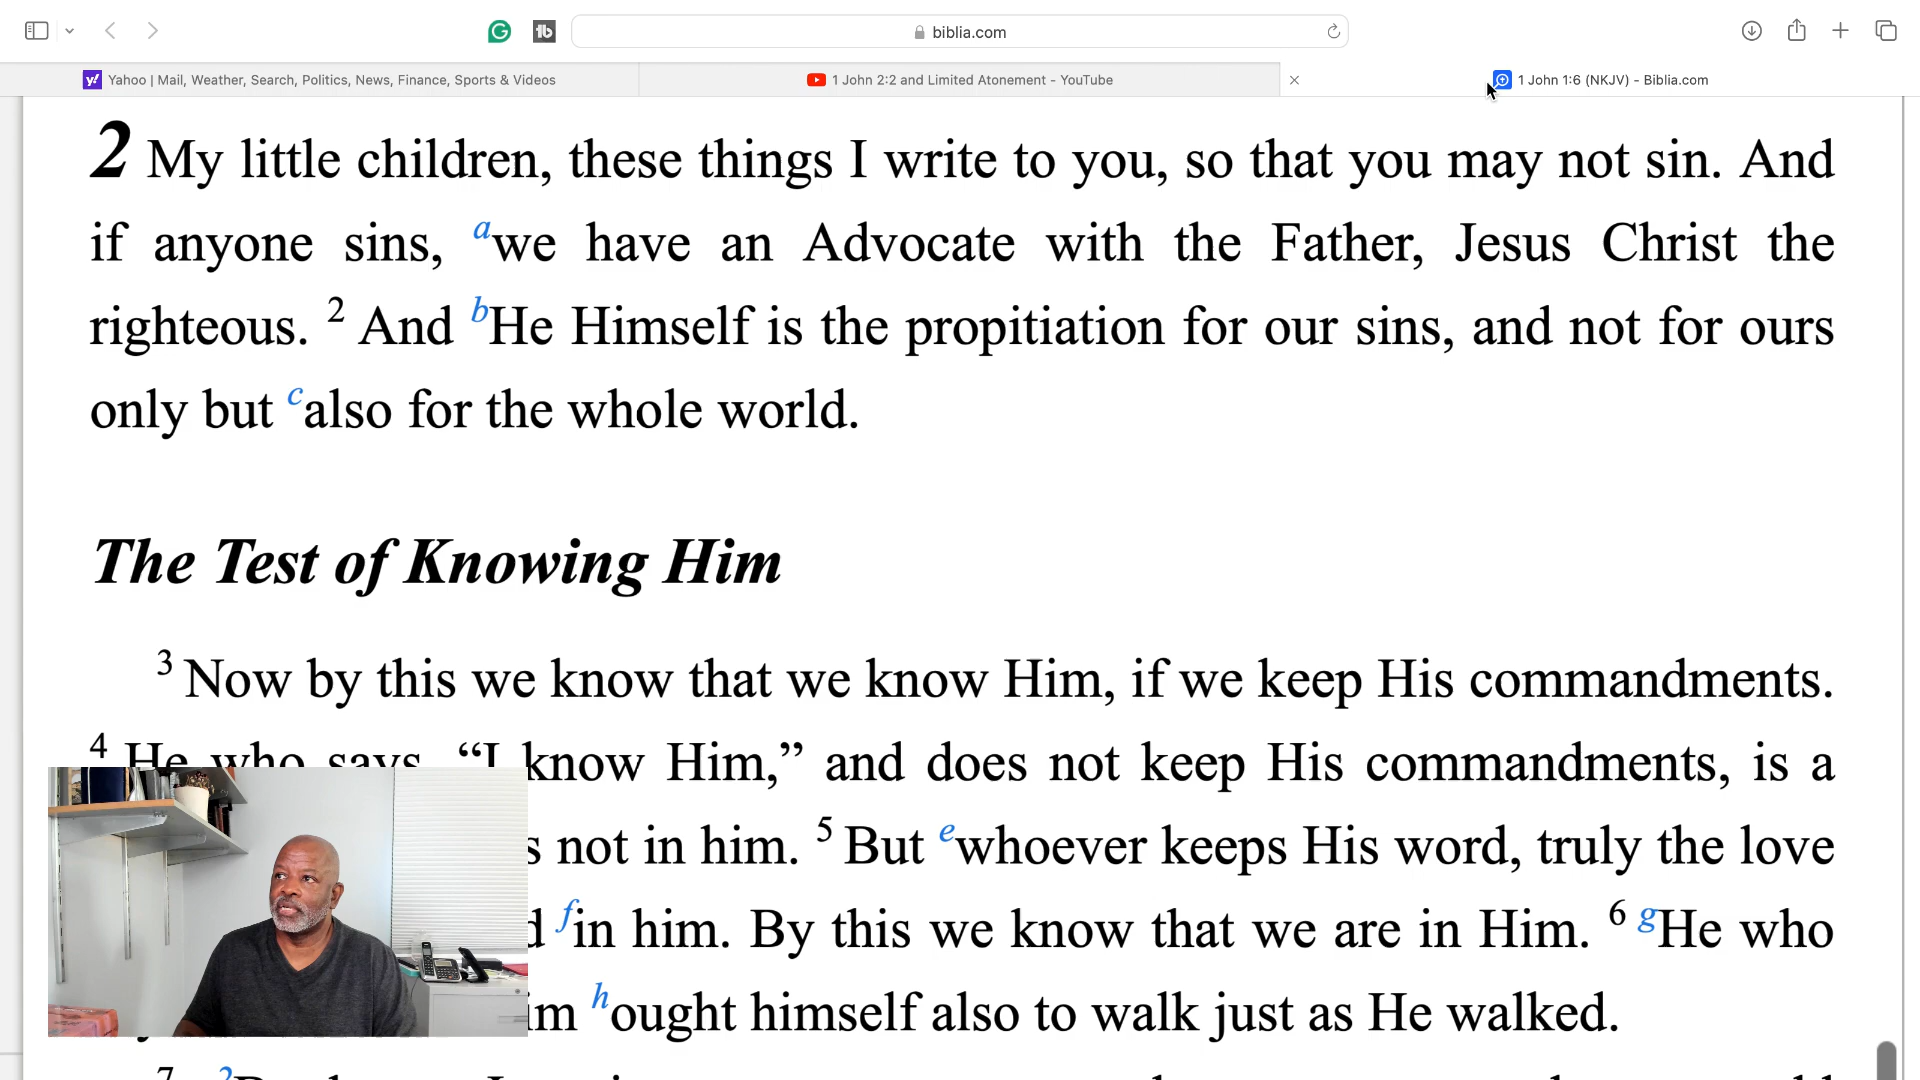 biblia.com
Yahoo | Mail, Weather, Search, Politics, News, Finance, Sports & Videos
1 John 2:2 and Limited Atonement - YouTube
1 John 1:6 (NKJV) - Biblia.com
2 My little children, these things I write to you, so that you may not sin. And
if anyone sins, a we have an Advocate with the Father, Jesus Christ the
righteous. 2 And b He Himself is the propitiation for our sins, and not for ours
only but c also for the whole world.
The Test of Knowing Him
3 Now by this we know that we know Him, if we keep His commandments.
4 He who says, “I know Him,” and does not keep His commandments, is a
s not in him. 5 But e whoever keeps His word, truly the love
d f in him. By this we know that we are in Him. 6 g He who
im h ought himself also to walk just as He walked.
7 2